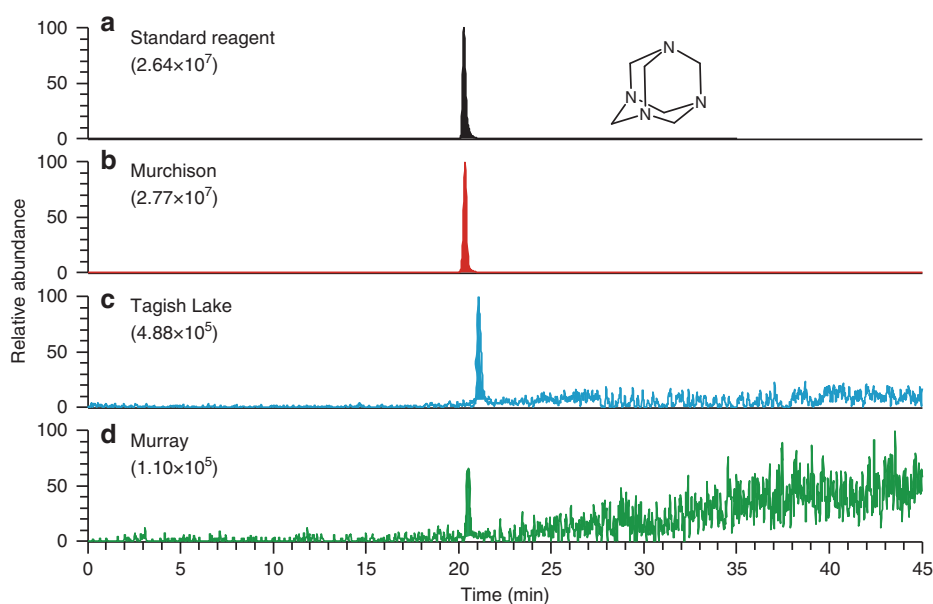 a
Standard reagent
(2.64×10⁷)
100
50
0
N
N
N
N
b
Murchison
(2.77×10⁷)
100
50
0
Relative abundance
c
Tagish Lake
(4.88×10⁵)
100
50
0
d
Murray
(1.10×10⁵)
100
50
0
0 5 10 15 20 25 30 35 40 45
Time (min)